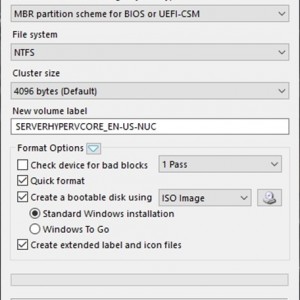 MBR partition scheme for BIOS or UEFI-CSM
File system
NTFS
Cluster size
4096 bytes (Default)
New volume label
SERVERHYPERVCORE_EN-US-NUC
Format Options
Check device for bad blocks 1 Pass
Quick format
Create a bootable disk using ISO Image
Standard Windows installation
Windows To Go
Create extended label and icon files